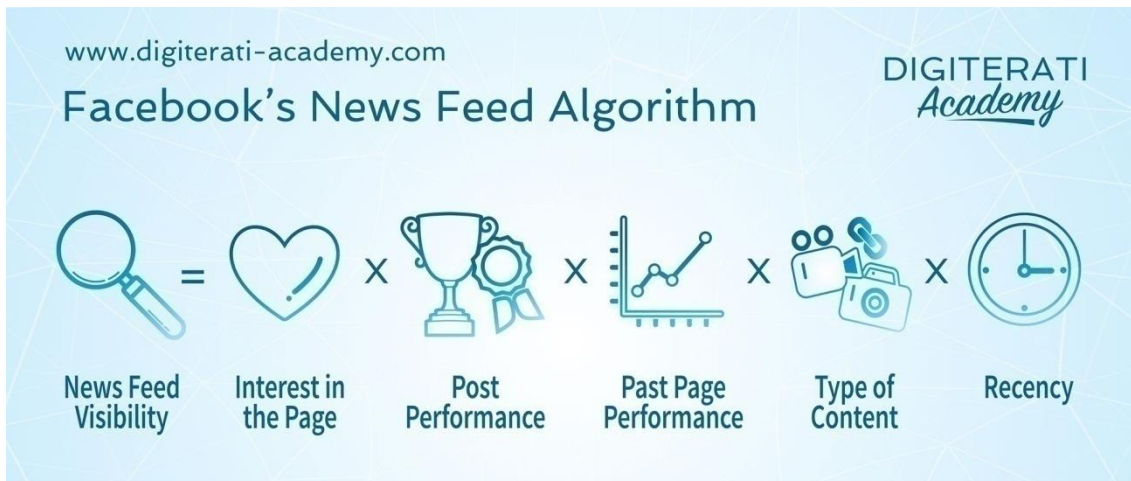 www.digiterati-academy.com
Facebook's News Feed Algorithm
DIGITERATI
Academy
= X X X X
News Feed
Visibility
Interest in
the Page
Post
Performance
Past Page
Performance
Type of
Content
Recency